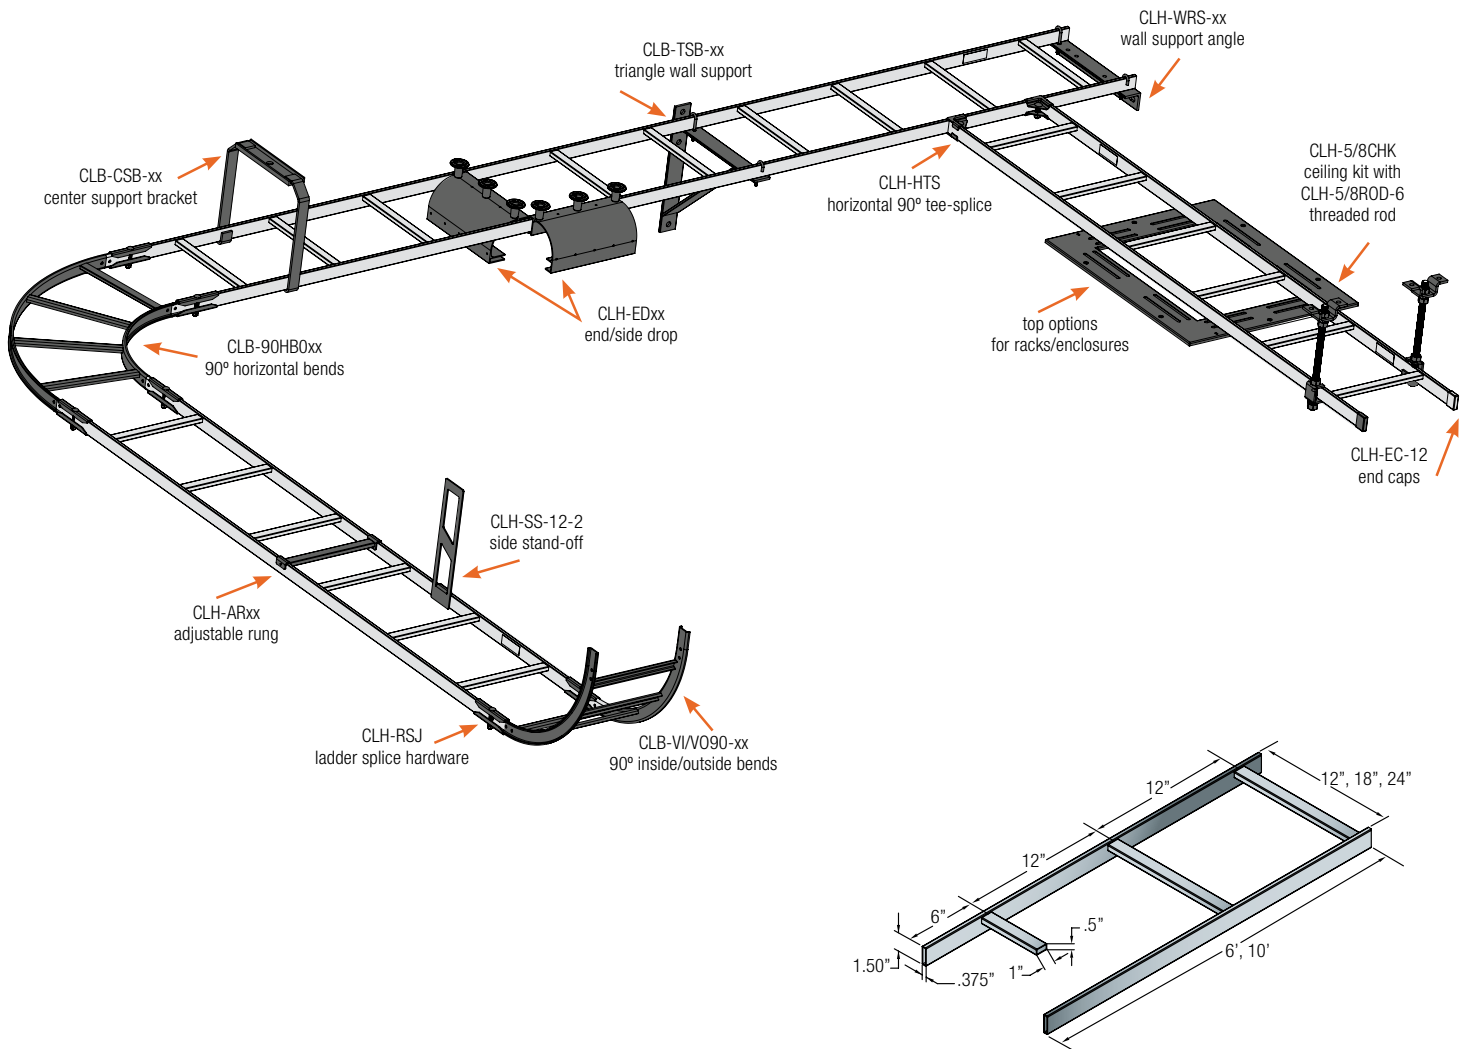 CLH-WRS-xx
wall support angle
CLB-TSB-xx
triangle wall support
CLB-CSB-xx
center support bracket
CLH-HTS
horizontal 90º tee-splice
CLH-5/8CHK
ceiling kit with
CLH-5/8ROD-6
threaded rod
CLH-EDxx
end/side drop
top options
for racks/enclosures
CLB-90HB0xx
90º horizontal bends
CLH-EC-12
end caps
CLH-SS-12-2
side stand-off
CLH-ARxx
adjustable rung
CLH-RSJ
ladder splice hardware
CLB-VI/VO90-xx
90º inside/outside bends
12”
12”, 18”, 24”
12”
6”
.5”
1.50”
.375”
1”
6’, 10’